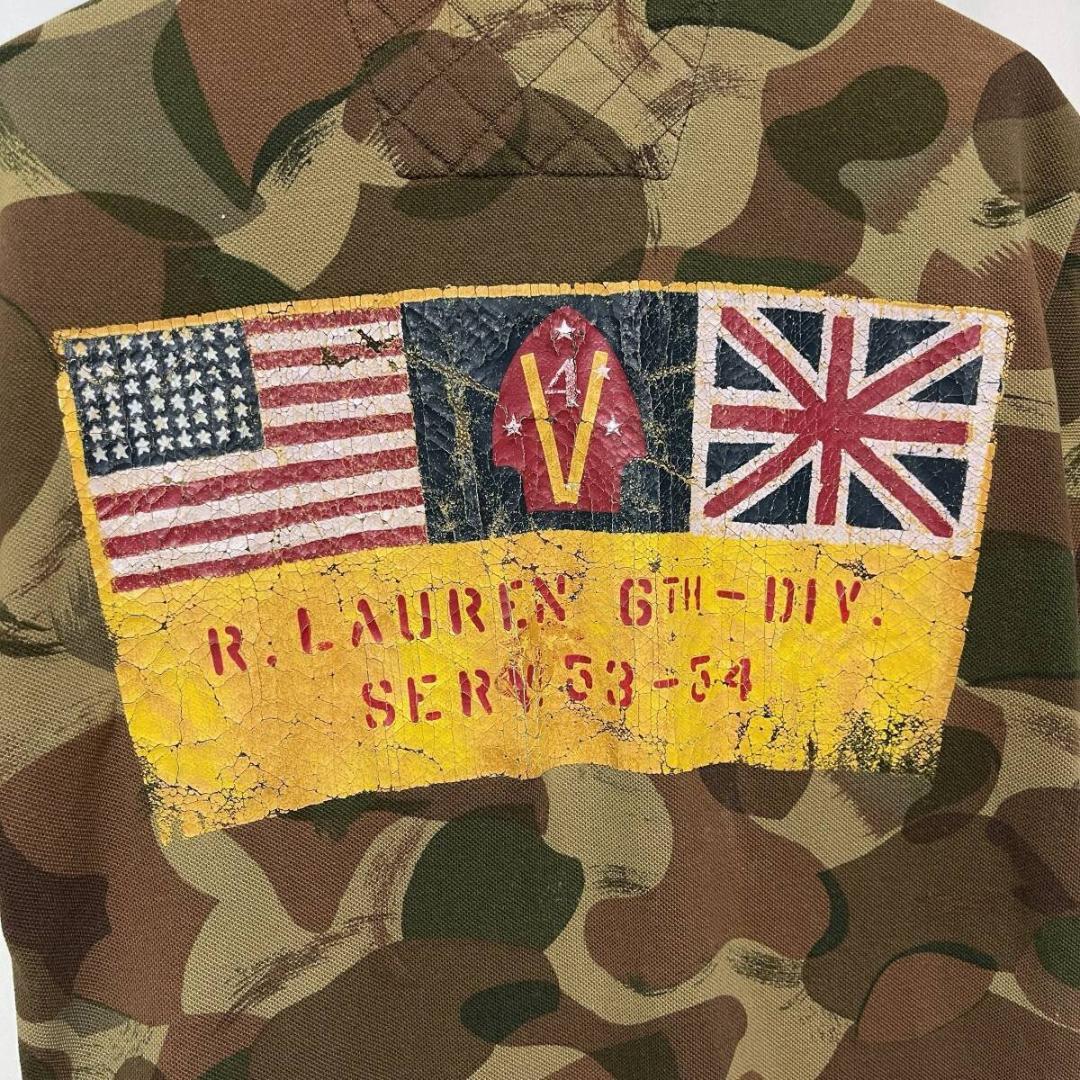 4
V
R. LAUREN 6TH-DIV.
SERV 53-54